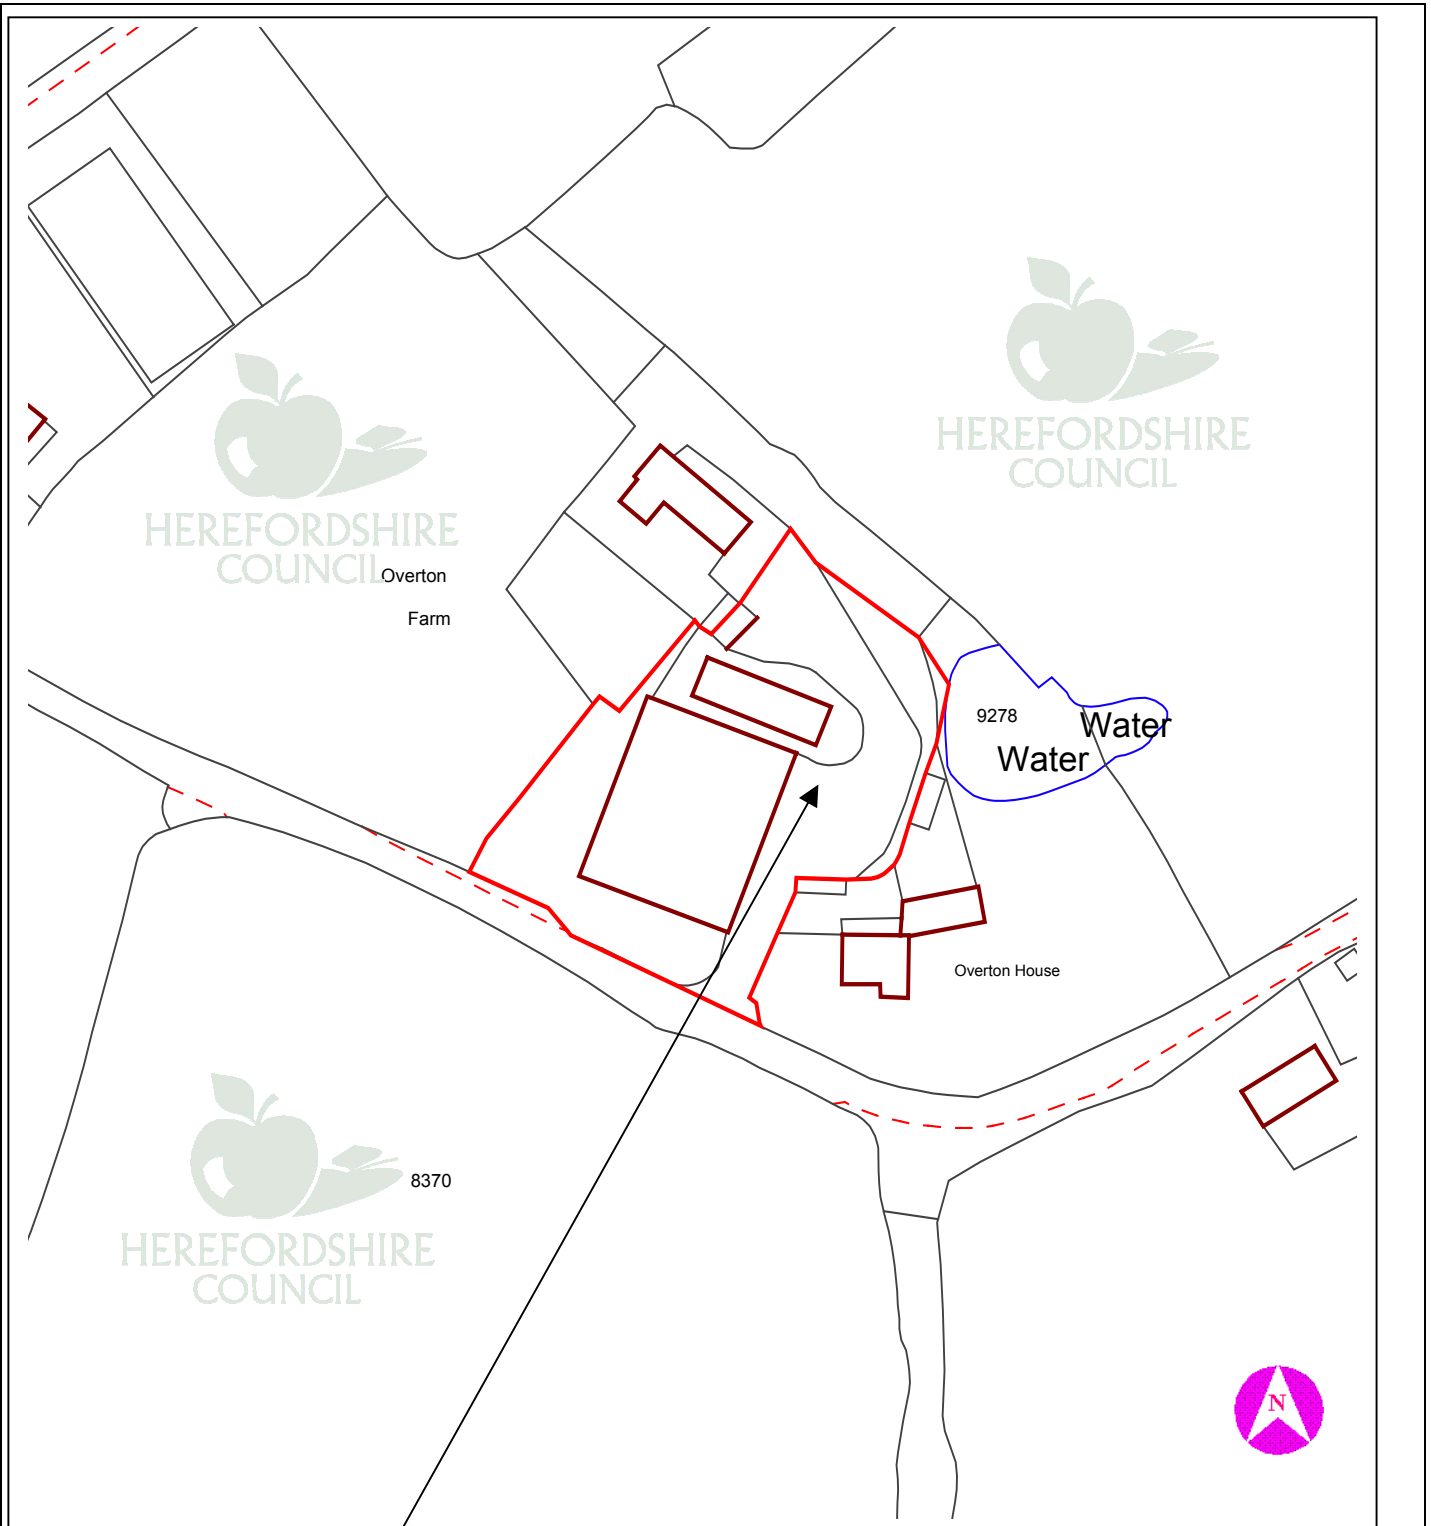 HEREFORDSHIRE
COUNCIL
HEREFORDSHIRE
COUNCIL
Overton
Farm
9278
Water
Water
Overton House
8370
HEREFORDSHIRE
COUNCIL
N